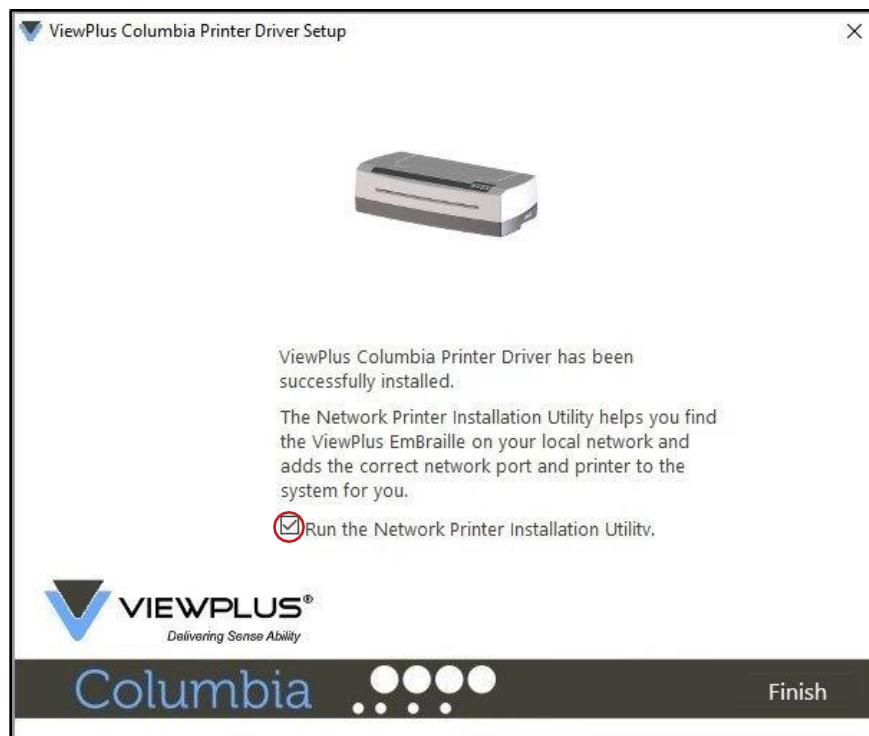 ViewPlus Columbia Printer Driver Setup
ViewPlus Columbia Printer Driver has been
successfully installed.
The Network Printer Installation Utility helps you find
the ViewPlus EmBraille on your local network and
adds the correct network port and printer to the
system for you.
Run the Network Printer Installation Utility.
VIEWPLUS®
Delivering Sense Ability
Columbia
Finish